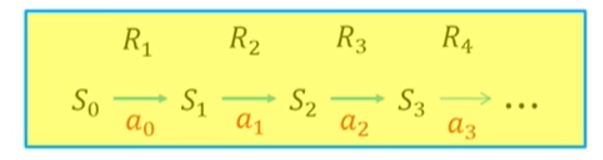 R₁ R₂ R₃ R₄
S₀ → S₁ → S₂ → S₃ → ...
a₀ a₁ a₂ a₃